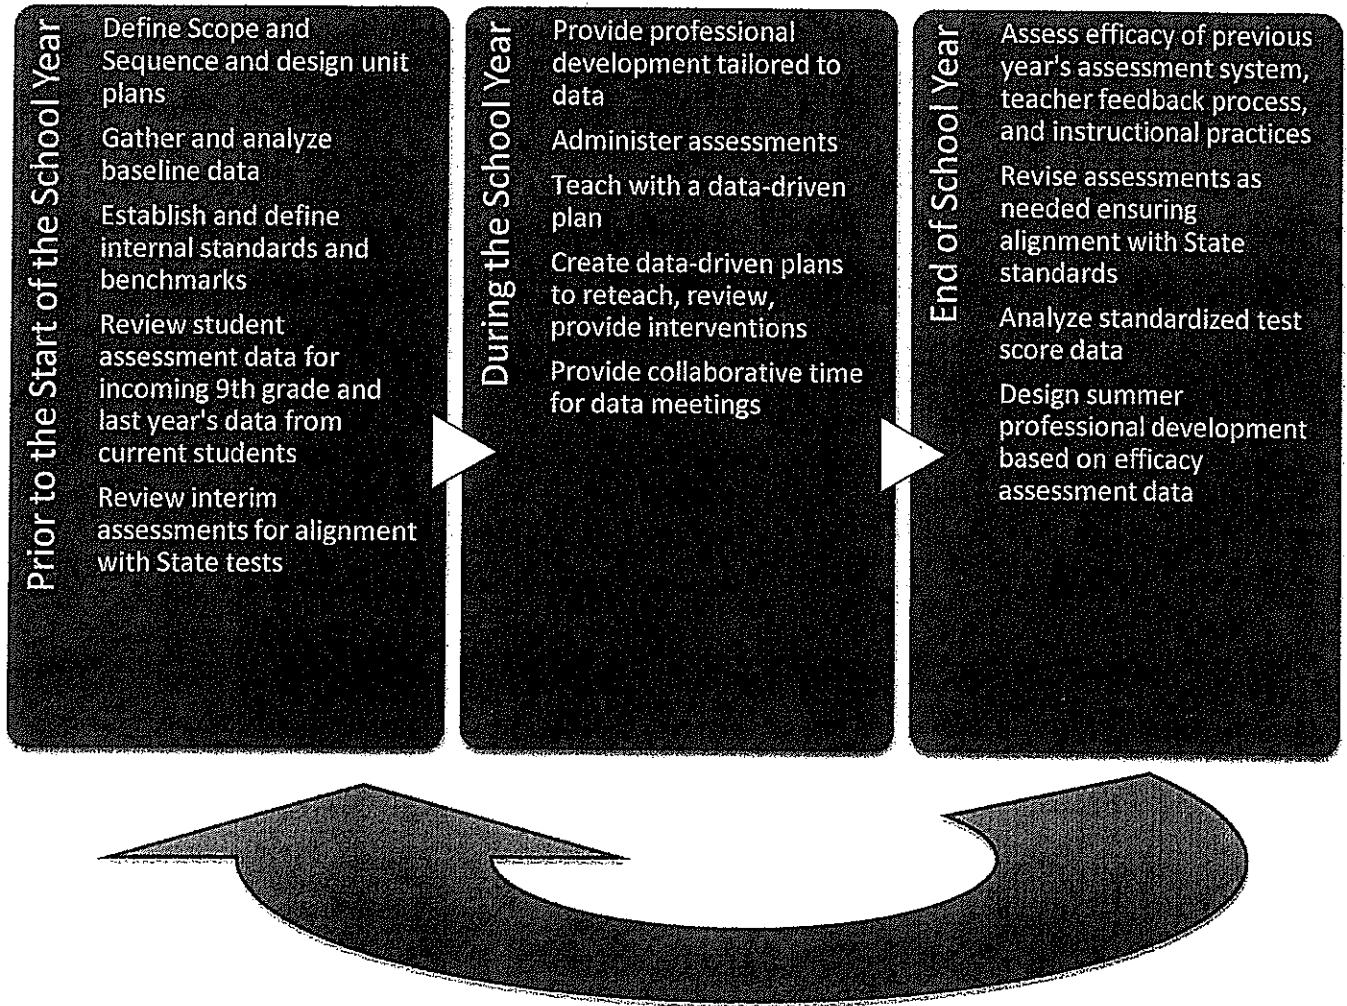 Prior to the Start of the School Year
Define Scope and
Sequence and design unit
plans
Gather and analyze
baseline data
Establish and define
internal standards and
benchmarks
Review student
assessment data for
incoming 9th grade and
last year's data from
current students
Review interim
assessments for alignment
with State tests
During the School Year
Provide professional
development tailored to
data
Administer assessments
Teach with a data-driven
plan
Create data-driven plans
to reteach, review,
provide interventions
Provide collaborative time
for data meetings
End of School Year
Assess efficacy of previous
year's assessment system,
teacher feedback process,
and instructional practices
Revise assessments as
needed ensuring
alignment with State
standards
Analyze standardized test
score data
Design summer
professional development
based on efficacy
assessment data